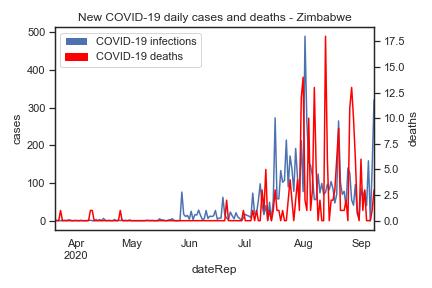 New COVID-19 daily cases and deaths - Zimbabwe
COVID-19 infections
COVID-19 deaths
500
400
300
200
100
0
cases
17.5
15.0
12.5
10.0
7.5
5.0
2.5
0.0
deaths
Apr May Jun Jul Aug Sep
2020
dateRep